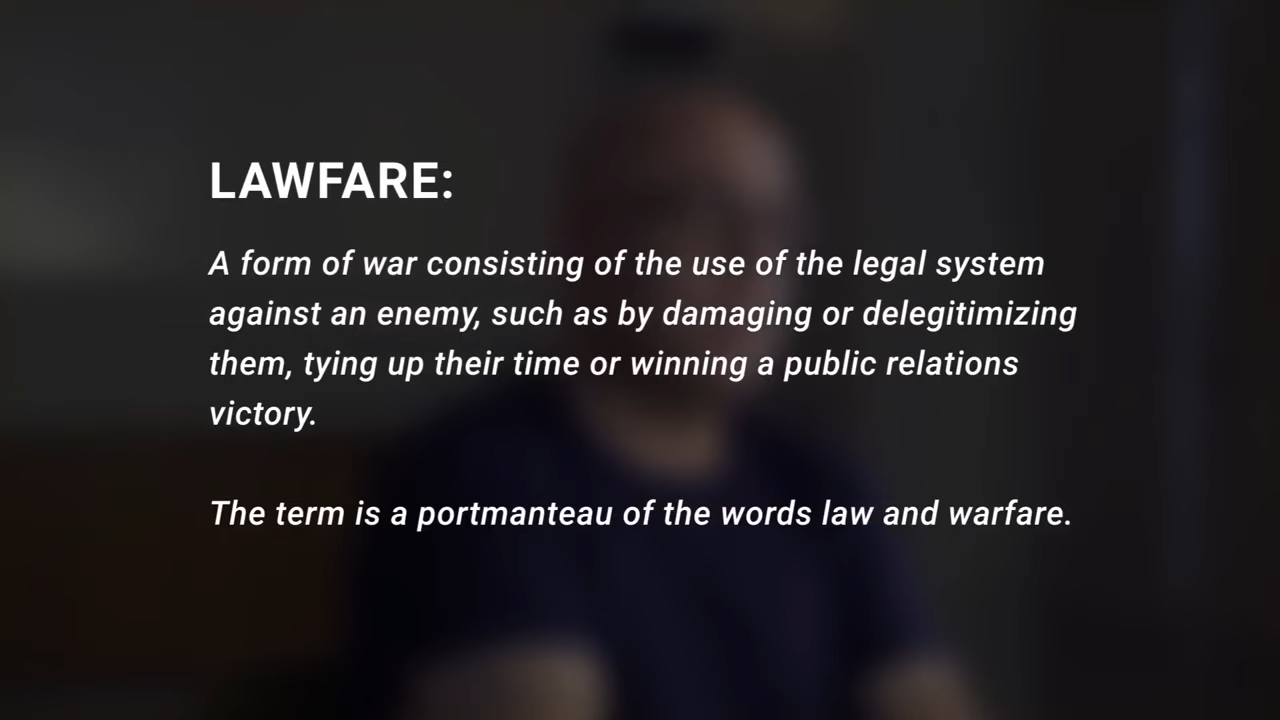 LAWFARE:
A form of war consisting of the use of the legal system
against an enemy, such as by damaging or delegitimizing
them, tying up their time or winning a public relations
victory.
The term is a portmanteau of the words law and warfare.